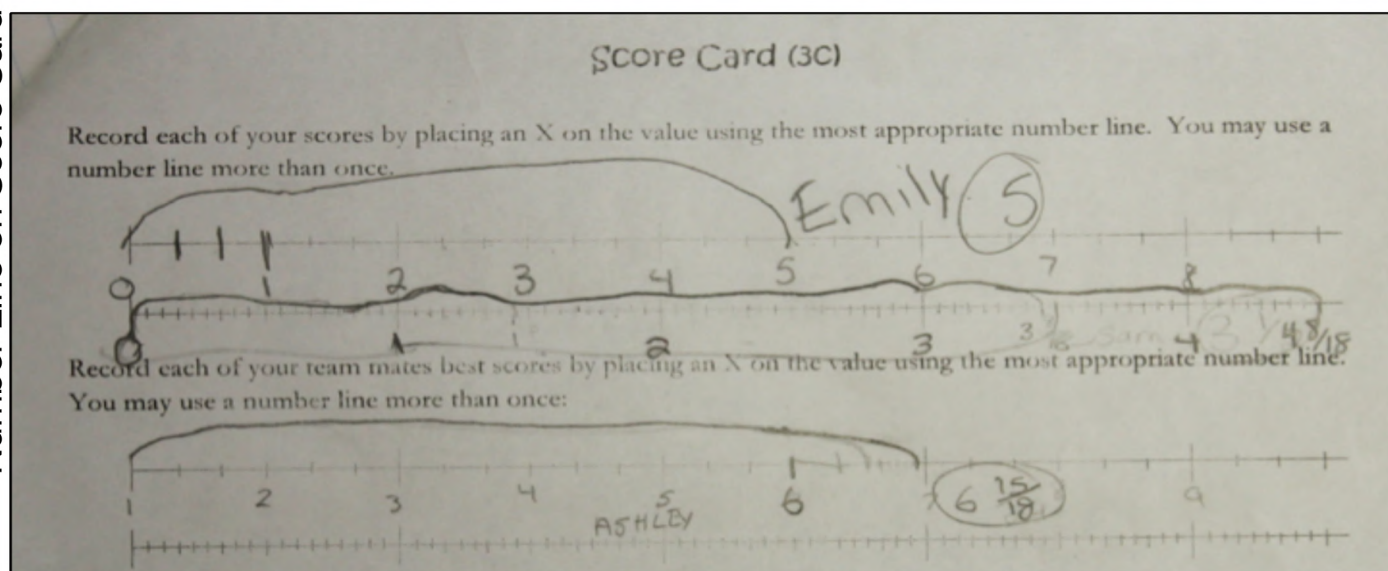 Score Card (3C)
Record each of your scores by placing an X on the value using the most appropriate number line. You may use a
number line more than once.
Emily 5
0 1 2 3 4 5 6 7 8
0 1 2 3 3 Sam 3 4 4 8/18
Record each of your team mates best scores by placing an X on the value using the most appropriate number line.
You may use a number line more than once:
1 2 3 4 5 6 6 15/18 9
ASHLEY